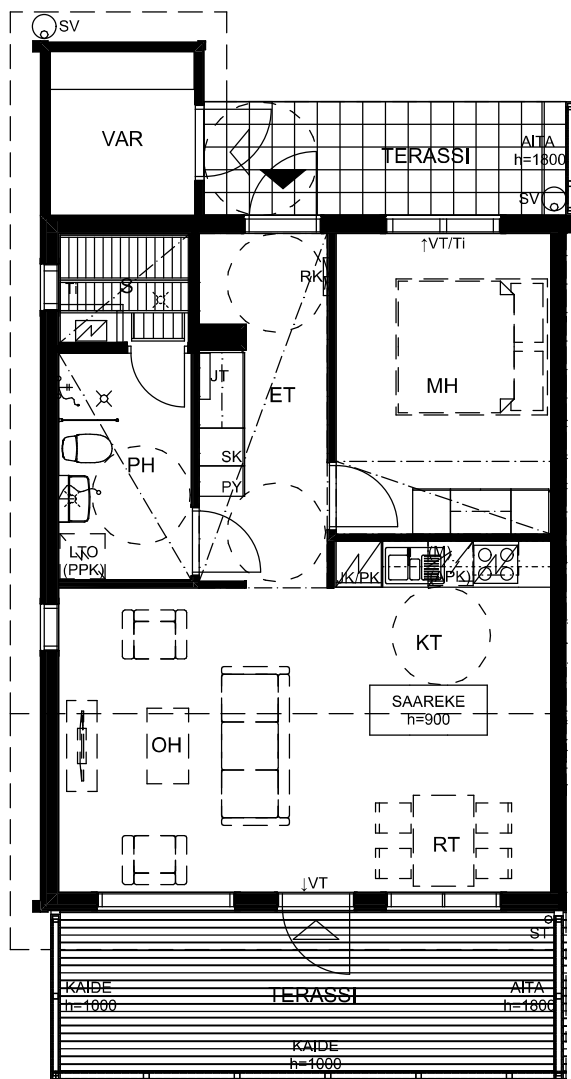 SV
VAR
TERASSI
AITA
h=1800
SV
↑VT/Ti
RK
Ti
S
JT
ET
MH
PH
SK
PY
LTO
(PPK)
JK/PK
(M)
(APK)
KT
SAAREKE
h=900
OH
RT
↓VT
ST
KAIDE
h=1000
TERASSI
AITA
h=1800
KAIDE
h=1000